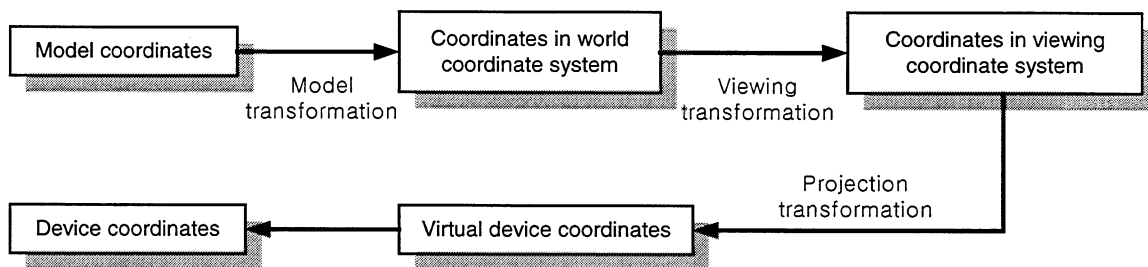 Model coordinates
Model
transformation
Coordinates in world
coordinate system
Viewing
transformation
Coordinates in viewing
coordinate system
Projection
transformation
Virtual device coordinates
Device coordinates